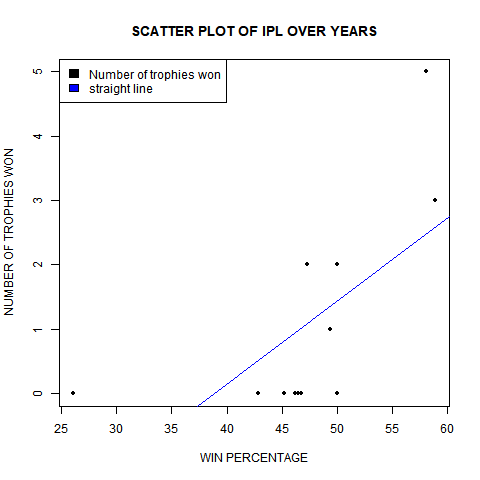 SCATTER PLOT OF IPL OVER YEARS
Number of trophies won
straight line
NUMBER OF TROPHIES WON
5
4
3
2
1
0
25 30 35 40 45 50 55 60
WIN PERCENTAGE